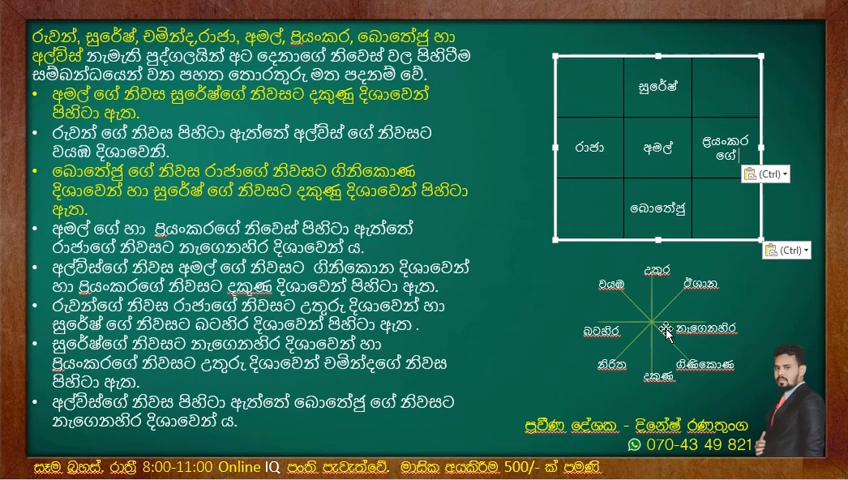 රුවන්, සුරේෂ්, චමින්ද,රාජා, අමල්, ප්‍රියංකර, බොතේජු හා
අල්විස් නැමැති පුද්ගලයින් අට දෙනාගේ නිවෙස් වල පිහිටීම
සම්බන්ධයෙන් වන පහත තොරතුරු මත පදනම් වේ.
• අමල් ගේ නිවස සුරේෂ්ගේ නිවසට දකුණු දිශාවෙන්
පිහිටා ඇත.
• රුවන් ගේ නිවස පිහිටා ඇත්තේ අල්විස් ගේ නිවසට
වයඹ දිශාවෙනි.
• බොතේජු ගේ නිවස රාජාගේ නිවසට ගිනිකොණ
දිශාවෙන් හා සුරේෂ් ගේ නිවසට දකුණු දිශාවෙන් පිහිටා
ඇත.
• අමල් ගේ හා ප්‍රියංකරගේ නිවෙස් පිහිටා ඇත්තේ
රාජාගේ නිවසට නැගෙනහිර දිශාවෙන් ය.
• අල්විස්ගේ නිවස අමල් ගේ නිවසට ගිනිකොන දිශාවෙන්
හා ප්‍රියංකරගේ නිවසට දකුණ දිශාවෙන් පිහිටා ඇත.
• රුවන්ගේ නිවස රාජාගේ නිවසට උතුරු දිශාවෙන් හා
සුරේෂ් ගේ නිවසට බටහිර දිශාවෙන් පිහිටා ඇත .
• සුරේෂ්ගේ නිවසට නැගෙනහිර දිශාවෙන් හා
ප්‍රියංකරගේ නිවසට උතුරු දිශාවෙන් චමින්දගේ නිවස
පිහිටා ඇත.
• අල්විස්ගේ නිවස පිහිටා ඇත්තේ බොතේජු ගේ නිවසට
නැගෙනහිර දිශාවෙන් ය.
සුරේෂ්
රාජා අමල් ප්‍රියංකර
ගේ
(Ctrl)
බොතේජු
(Ctrl)
උතුර
වයඹ ඊශාන
බටහිර නැගෙනහිර
නිරිත ගිණිකොණ
දකුණ
ප්‍රවීණ දේශක - දිනේෂ් රණතුංග
070-43 49 821
සෑම බ්‍රහස්, රාත්‍රී 8:00-11:00 Online IQ පංති පැවැත්වේ. මාසික අයකිරීම 500/- ක් පමණි